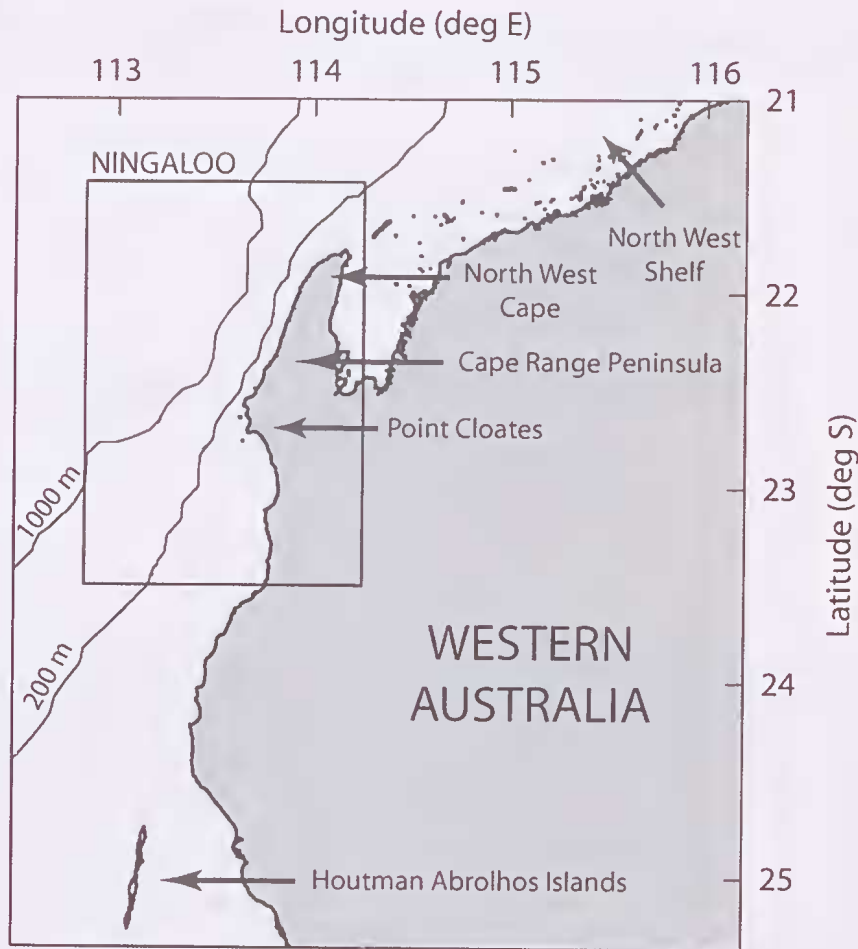 Longitude (deg E)
113 114 115 116
21
NINGALOO
North West
Shelf
22
North West
Cape
Cape Range Peninsula
Point Cloates
1000 m
23
Latitude (deg S)
200 m
WESTERN
AUSTRALIA
24
Houtman Abrolhos Islands
25